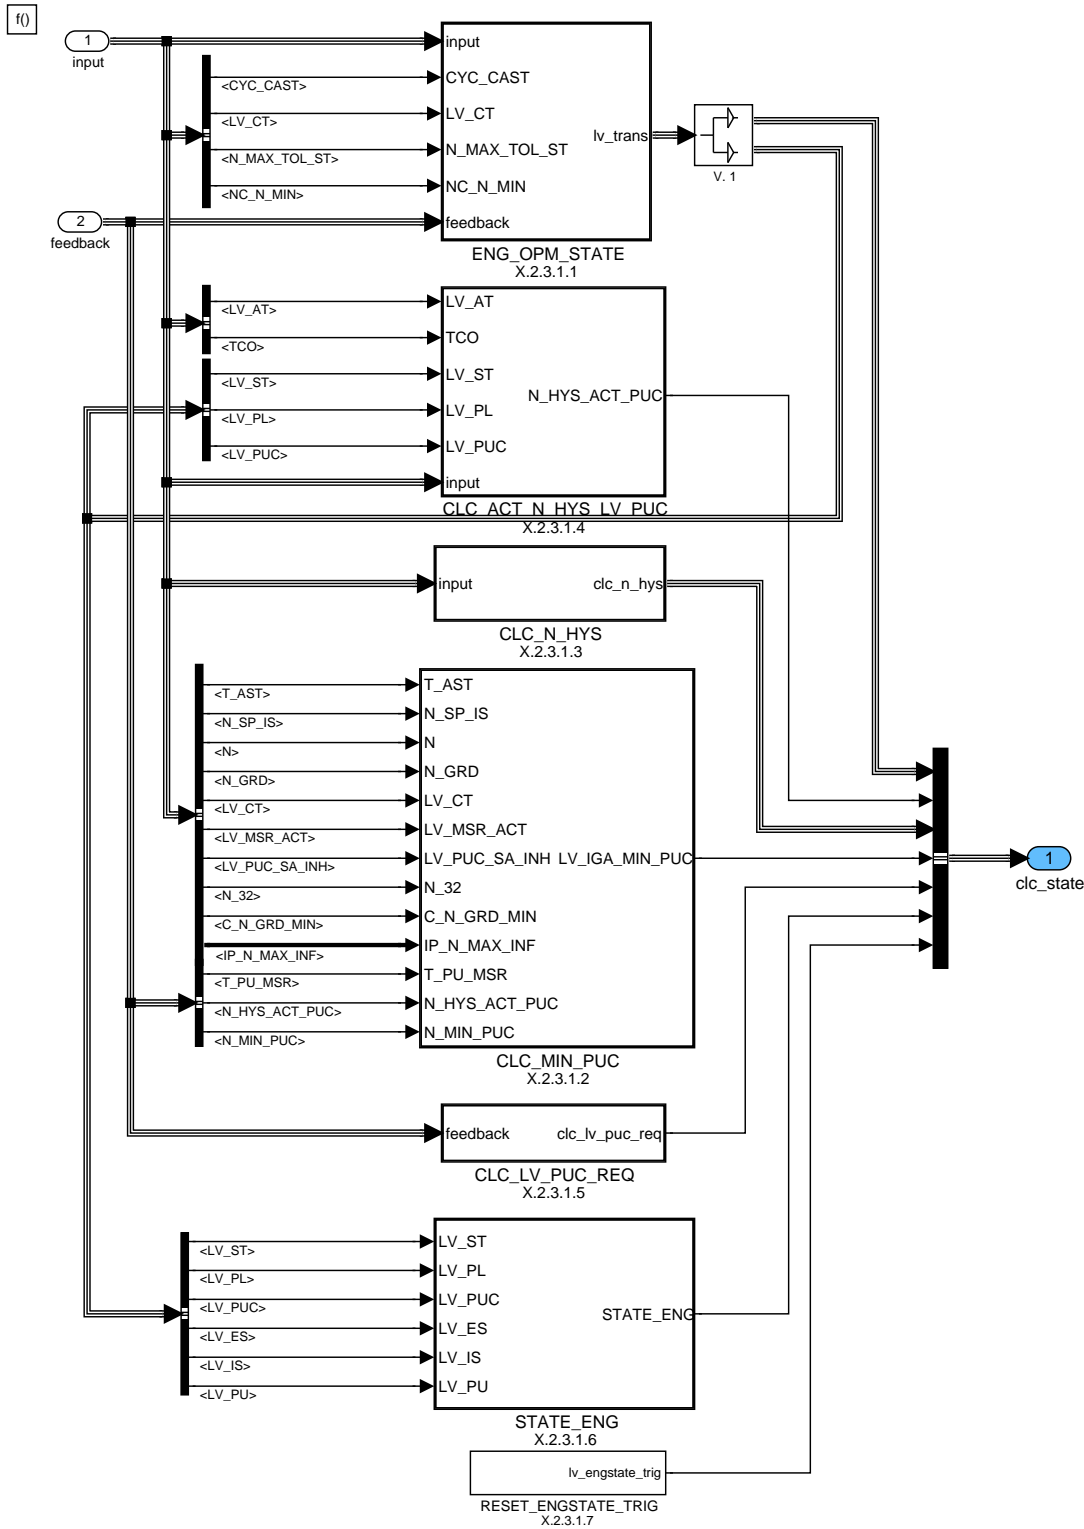 f()
1
input
input
<CYC_CAST>
CYC_CAST
<LV_CT>
LV_CT
lv_trans
<N_MAX_TOL_ST>
N_MAX_TOL_ST
V. 1
<NC_N_MIN>
NC_N_MIN
2
feedback
feedback
ENG_OPM_STATE
X.2.3.1.1
<LV_AT>
LV_AT
<TCO>
TCO
<LV_ST>
LV_ST
N_HYS_ACT_PUC
<LV_PL>
LV_PL
<LV_PUC>
LV_PUC
input
CLC_ACT_N_HYS_LV_PUC
X.2.3.1.4
input
clc_n_hys
CLC_N_HYS
X.2.3.1.3
<T_AST>
T_AST
<N_SP_IS>
N_SP_IS
<N>
N
<N_GRD>
N_GRD
<LV_CT>
LV_CT
<LV_MSR_ACT>
LV_MSR_ACT
<LV_PUC_SA_INH>
LV_PUC_SA_INH
LV_IGA_MIN_PUC
<N_32>
N_32
<C_N_GRD_MIN>
C_N_GRD_MIN
<IP_N_MAX_INF>
IP_N_MAX_INF
<T_PU_MSR>
T_PU_MSR
<N_HYS_ACT_PUC>
N_HYS_ACT_PUC
<N_MIN_PUC>
N_MIN_PUC
CLC_MIN_PUC
X.2.3.1.2
1
clc_state
feedback
clc_lv_puc_req
CLC_LV_PUC_REQ
X.2.3.1.5
<LV_ST>
LV_ST
<LV_PL>
LV_PL
<LV_PUC>
LV_PUC
STATE_ENG
<LV_ES>
LV_ES
<LV_IS>
LV_IS
<LV_PU>
LV_PU
STATE_ENG
X.2.3.1.6
lv_engstate_trig
RESET_ENGSTATE_TRIG
X.2.3.1.7